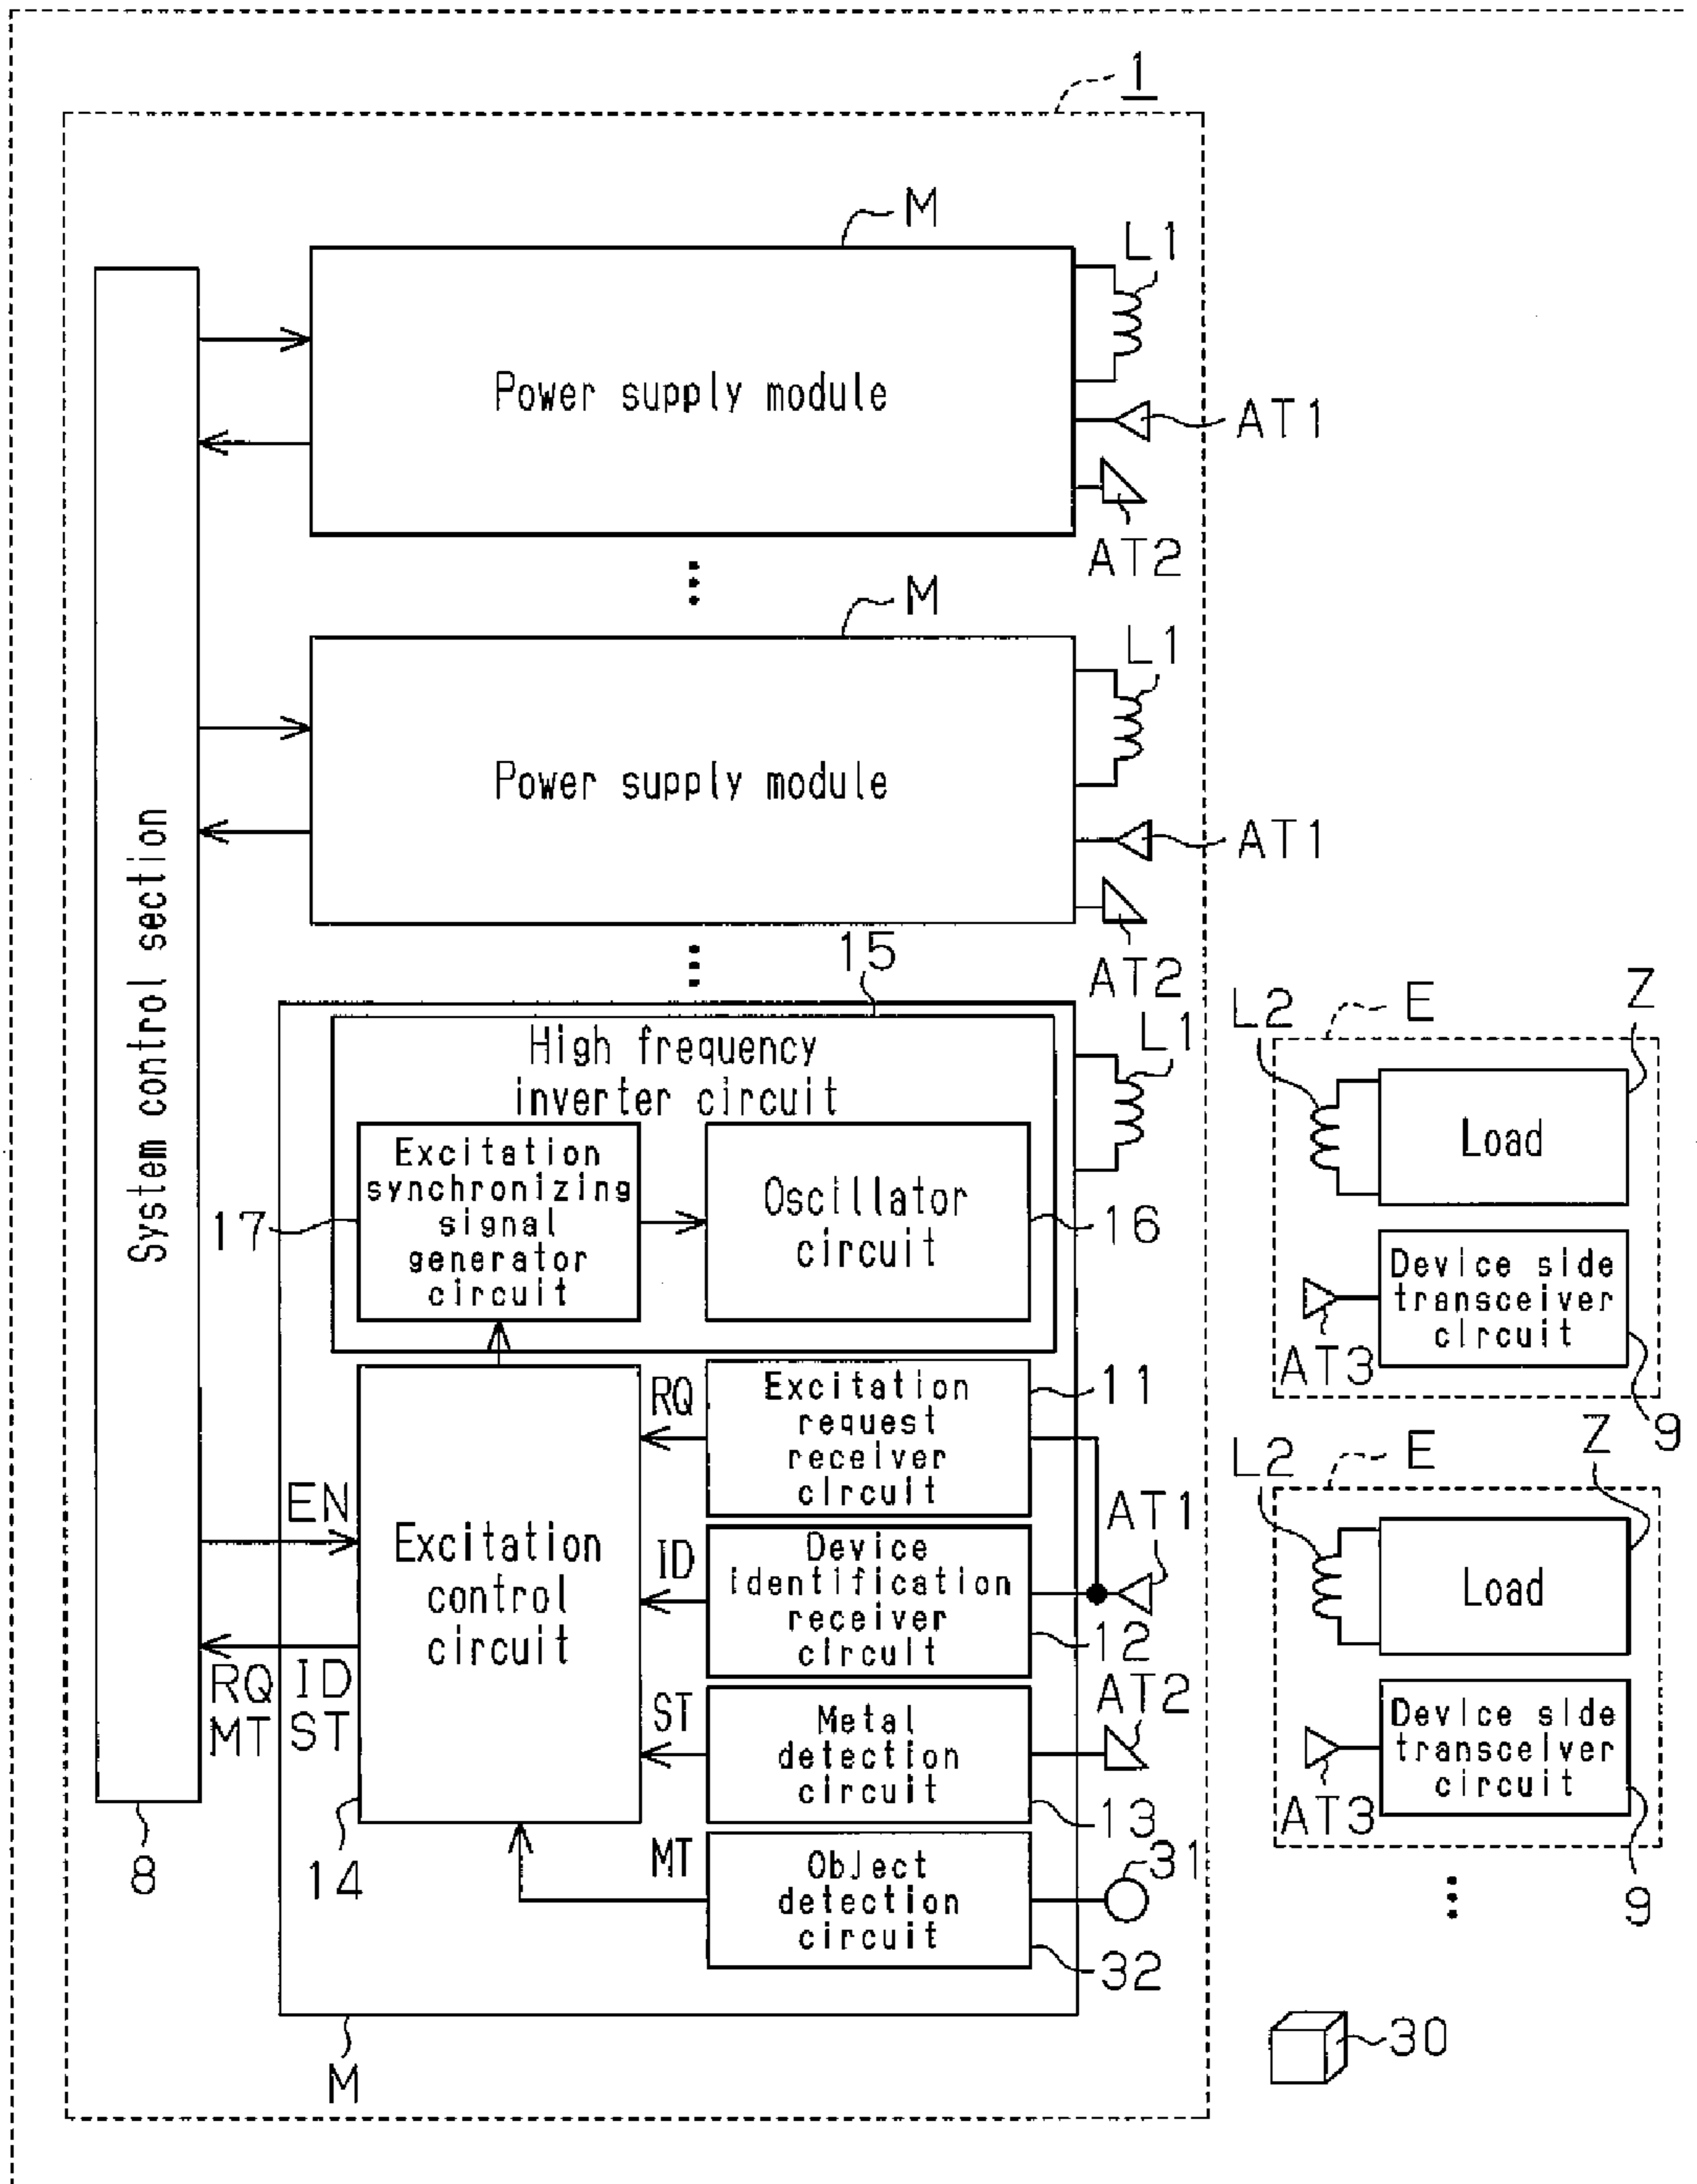 1
M
L1
Power supply module
AT1
AT2
M
L1
Power supply module
AT1
AT2
System control section
8
15
High frequency
inverter circuit
L1
Excitation
synchronizing
signal
generator
circuit
17
Oscillator
circuit
16
Excitation
control
circuit
14
EN
RQ ID
MT ST
RQ
Excitation
request
receiver
circuit
11
ID
Device
identification
receiver
circuit
12
AT1
ST
Metal
detection
circuit
13
AT2
MT
Object
detection
circuit
31
32
M
L2
E
Z
Load
Device side
transceiver
circuit
AT3
9
L2
E
Z
Load
Device side
transceiver
circuit
AT3
9
30